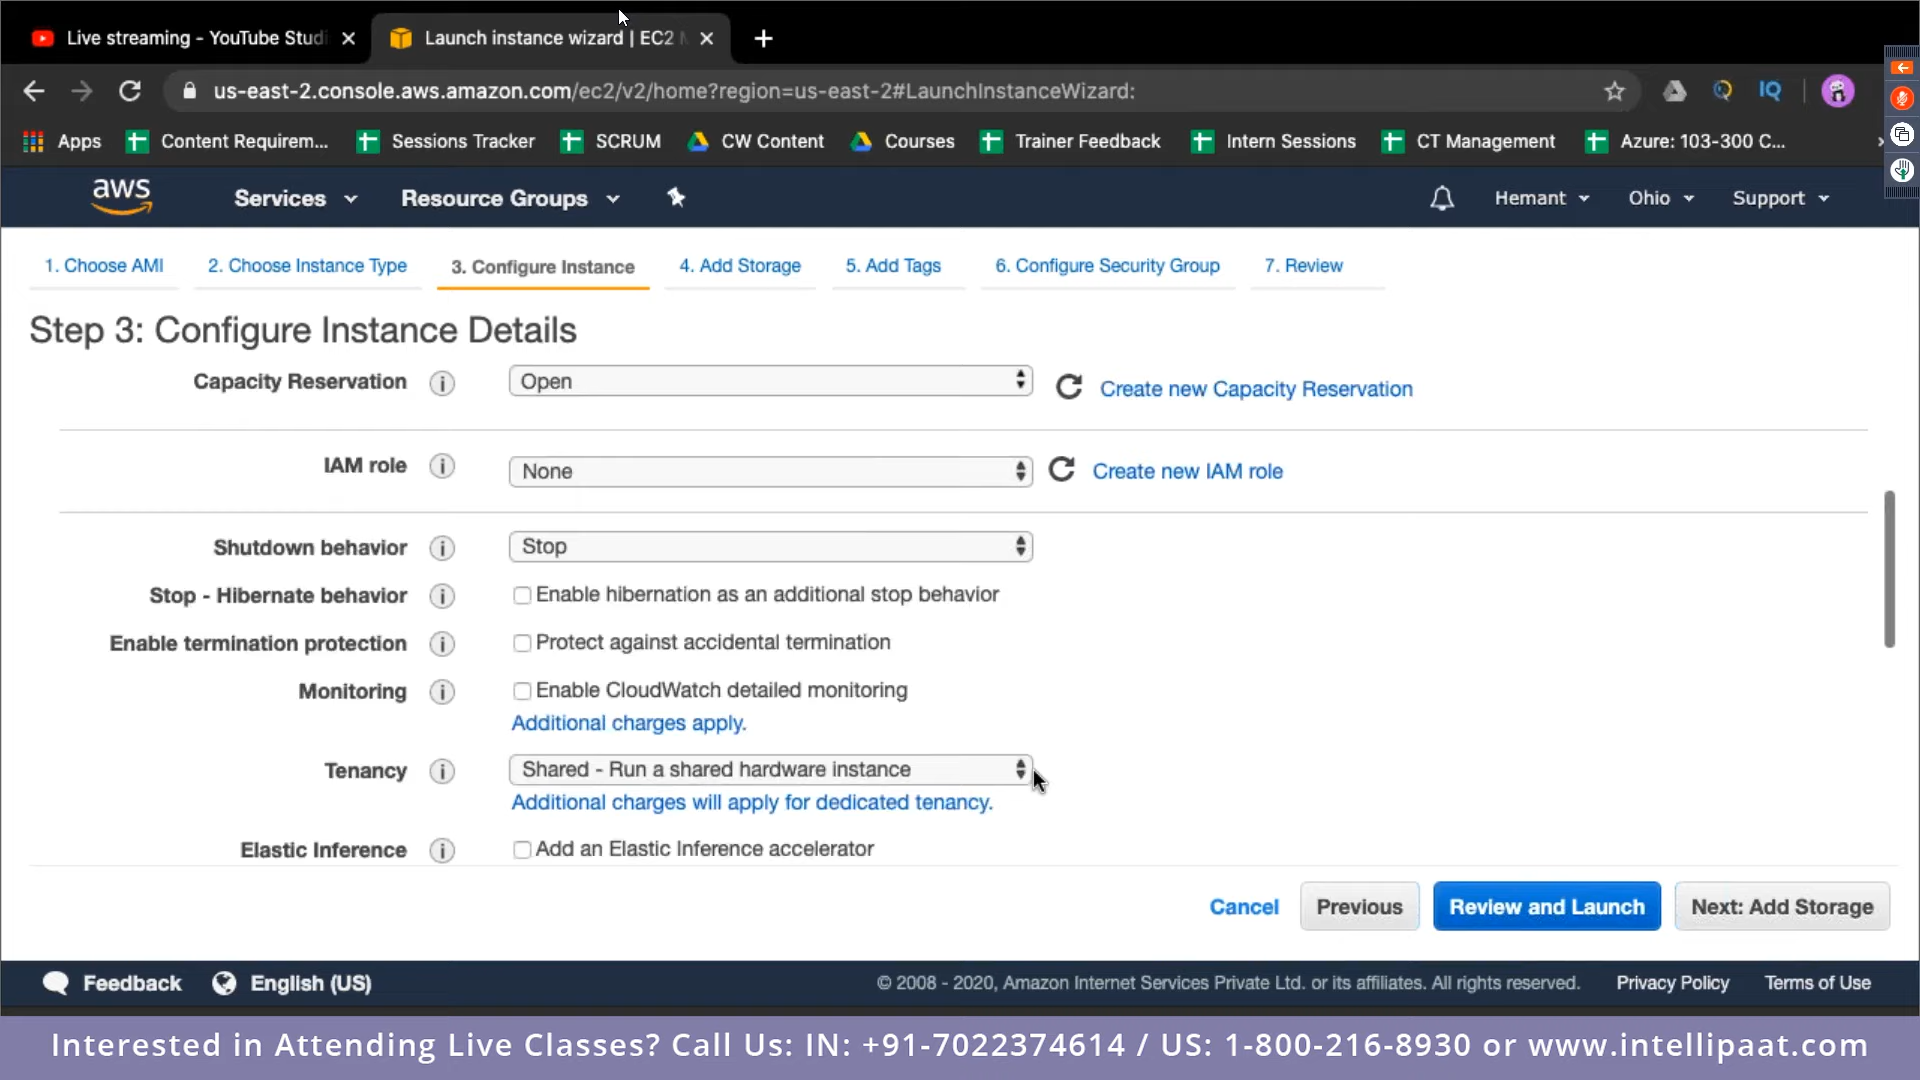 Live streaming - YouTube Studi
Launch instance wizard | EC2 M
us-east-2.console.aws.amazon.com/ec2/v2/home?region=us-east-2#LaunchInstanceWizard:
IQ
Apps Content Requirem... Sessions Tracker SCRUM CW Content Courses Trainer Feedback Intern Sessions CT Management Azure: 103-300 C...
aws Services Resource Groups Hemant Ohio Support
1. Choose AMI 2. Choose Instance Type 3. Configure Instance 4. Add Storage 5. Add Tags 6. Configure Security Group 7. Review
Step 3: Configure Instance Details
Capacity Reservation i Open Create new Capacity Reservation
IAM role i None Create new IAM role
Shutdown behavior i Stop
Stop - Hibernate behavior i Enable hibernation as an additional stop behavior
Enable termination protection i Protect against accidental termination
Monitoring i Enable CloudWatch detailed monitoring
Additional charges apply.
Tenancy i Shared - Run a shared hardware instance
Additional charges will apply for dedicated tenancy.
Elastic Inference i Add an Elastic Inference accelerator
Cancel Previous Review and Launch Next: Add Storage
Feedback English (US) © 2008 - 2020, Amazon Internet Services Private Ltd. or its affiliates. All rights reserved. Privacy Policy Terms of Use
Interested in Attending Live Classes? Call Us: IN: +91-7022374614 / US: 1-800-216-8930 or www.intellipaat.com